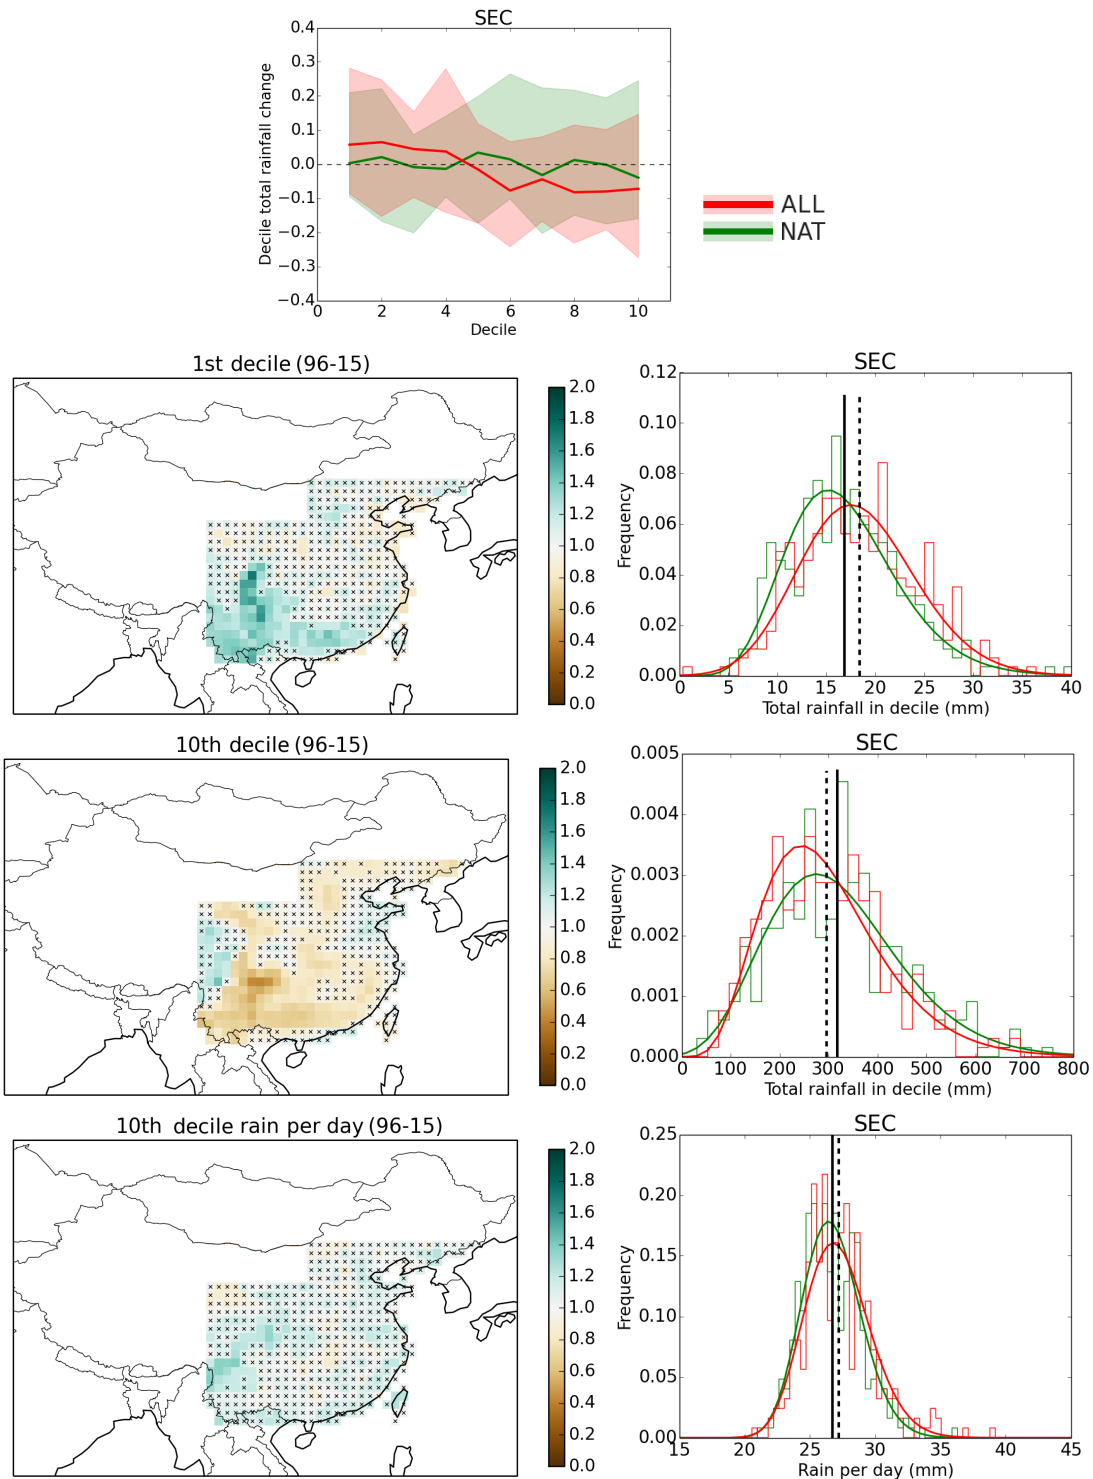 SEC
0.4
0.3
0.2
0.1
0.0
−0.1
−0.2
−0.3
−0.4
Decile total rainfall change
0 2 4 6 8 10
Decile
ALL
NAT
1st decile (96-15)
2.0
1.8
1.6
1.4
1.2
1.0
0.8
0.6
0.4
0.2
0.0
SEC
0.12
0.10
0.08
0.06
0.04
0.02
0.00
Frequency
0 5 10 15 20 25 30 35 40
Total rainfall in decile (mm)
10th decile (96-15)
2.0
1.8
1.6
1.4
1.2
1.0
0.8
0.6
0.4
0.2
0.0
SEC
0.005
0.004
0.003
0.002
0.001
0.000
Frequency
0 100 200 300 400 500 600 700 800
Total rainfall in decile (mm)
10th decile rain per day (96-15)
2.0
1.8
1.6
1.4
1.2
1.0
0.8
0.6
0.4
0.2
0.0
SEC
0.25
0.20
0.15
0.10
0.05
0.00
Frequency
15 20 25 30 35 40 45
Rain per day (mm)